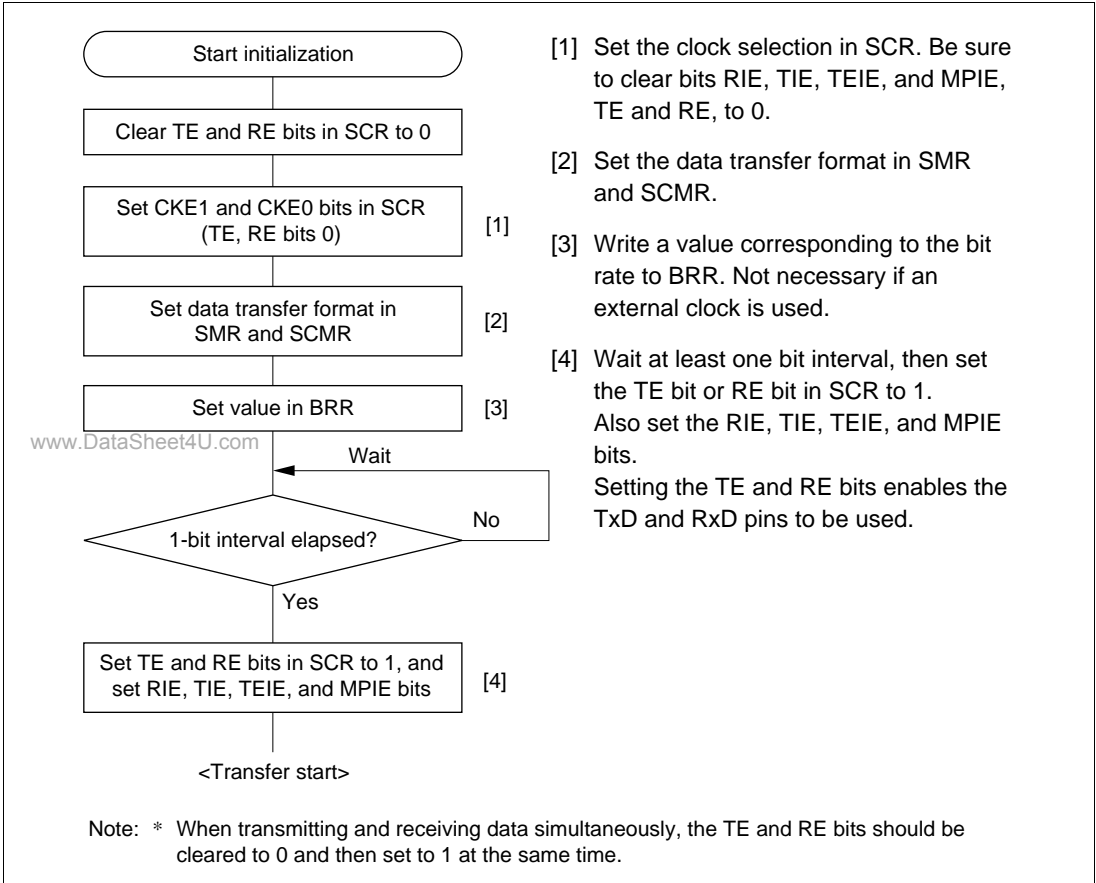 Start initialization
Clear TE and RE bits in SCR to 0
Set CKE1 and CKE0 bits in SCR
(TE, RE bits 0)
[1]
Set data transfer format in
SMR and SCMR
[2]
Set value in BRR
[3]
www.DataSheet4U.com
Wait
1-bit interval elapsed?
No
Yes
Set TE and RE bits in SCR to 1, and
set RIE, TIE, TEIE, and MPIE bits
[4]
<Transfer start>
[1] Set the clock selection in SCR. Be sure
to clear bits RIE, TIE, TEIE, and MPIE,
TE and RE, to 0.
[2] Set the data transfer format in SMR
and SCMR.
[3] Write a value corresponding to the bit
rate to BRR. Not necessary if an
external clock is used.
[4] Wait at least one bit interval, then set
the TE bit or RE bit in SCR to 1.
Also set the RIE, TIE, TEIE, and MPIE
bits.
Setting the TE and RE bits enables the
TxD and RxD pins to be used.
Note: * When transmitting and receiving data simultaneously, the TE and RE bits should be
cleared to 0 and then set to 1 at the same time.